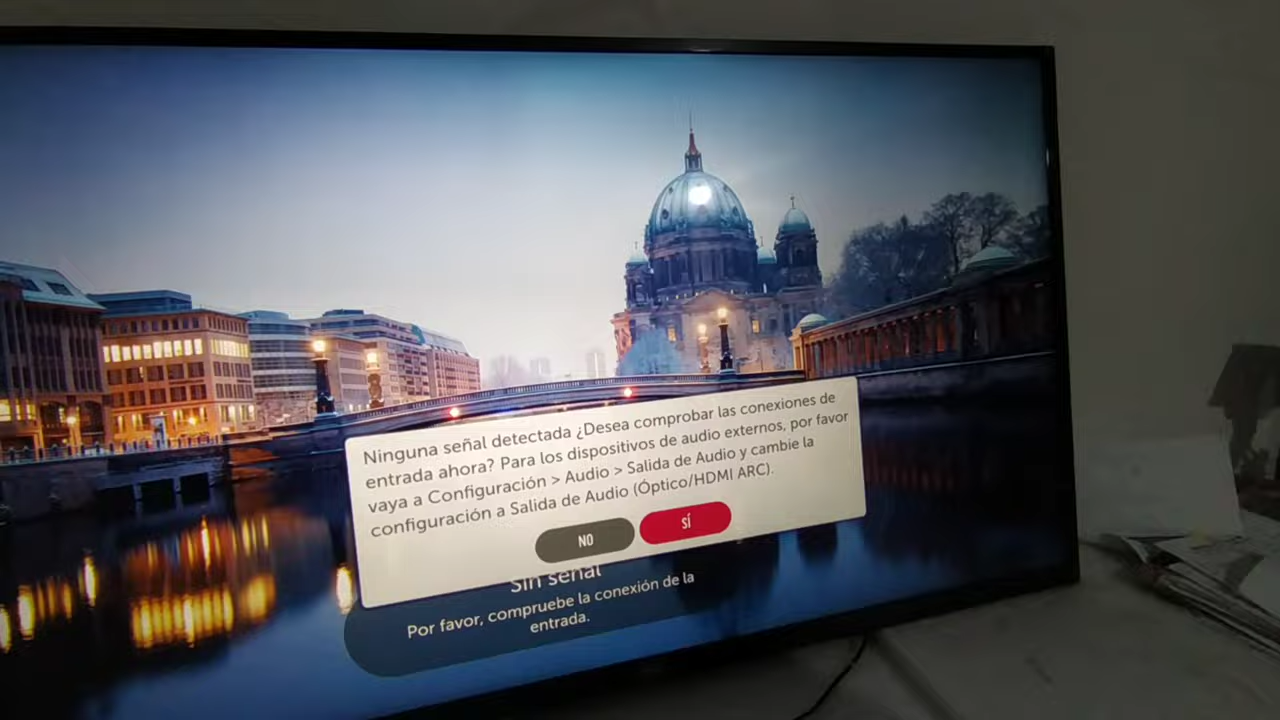 Ninguna señal detectada ¿Desea comprobar las conexiones de
entrada ahora? Para los dispositivos de audio externos, por favor
vaya a Configuración > Audio > Salida de Audio y cambie la
configuración a Salida de Audio (Óptico/HDMI ARC).
NO
SÍ
Sin señal
Por favor, compruebe la conexión de la
entrada.